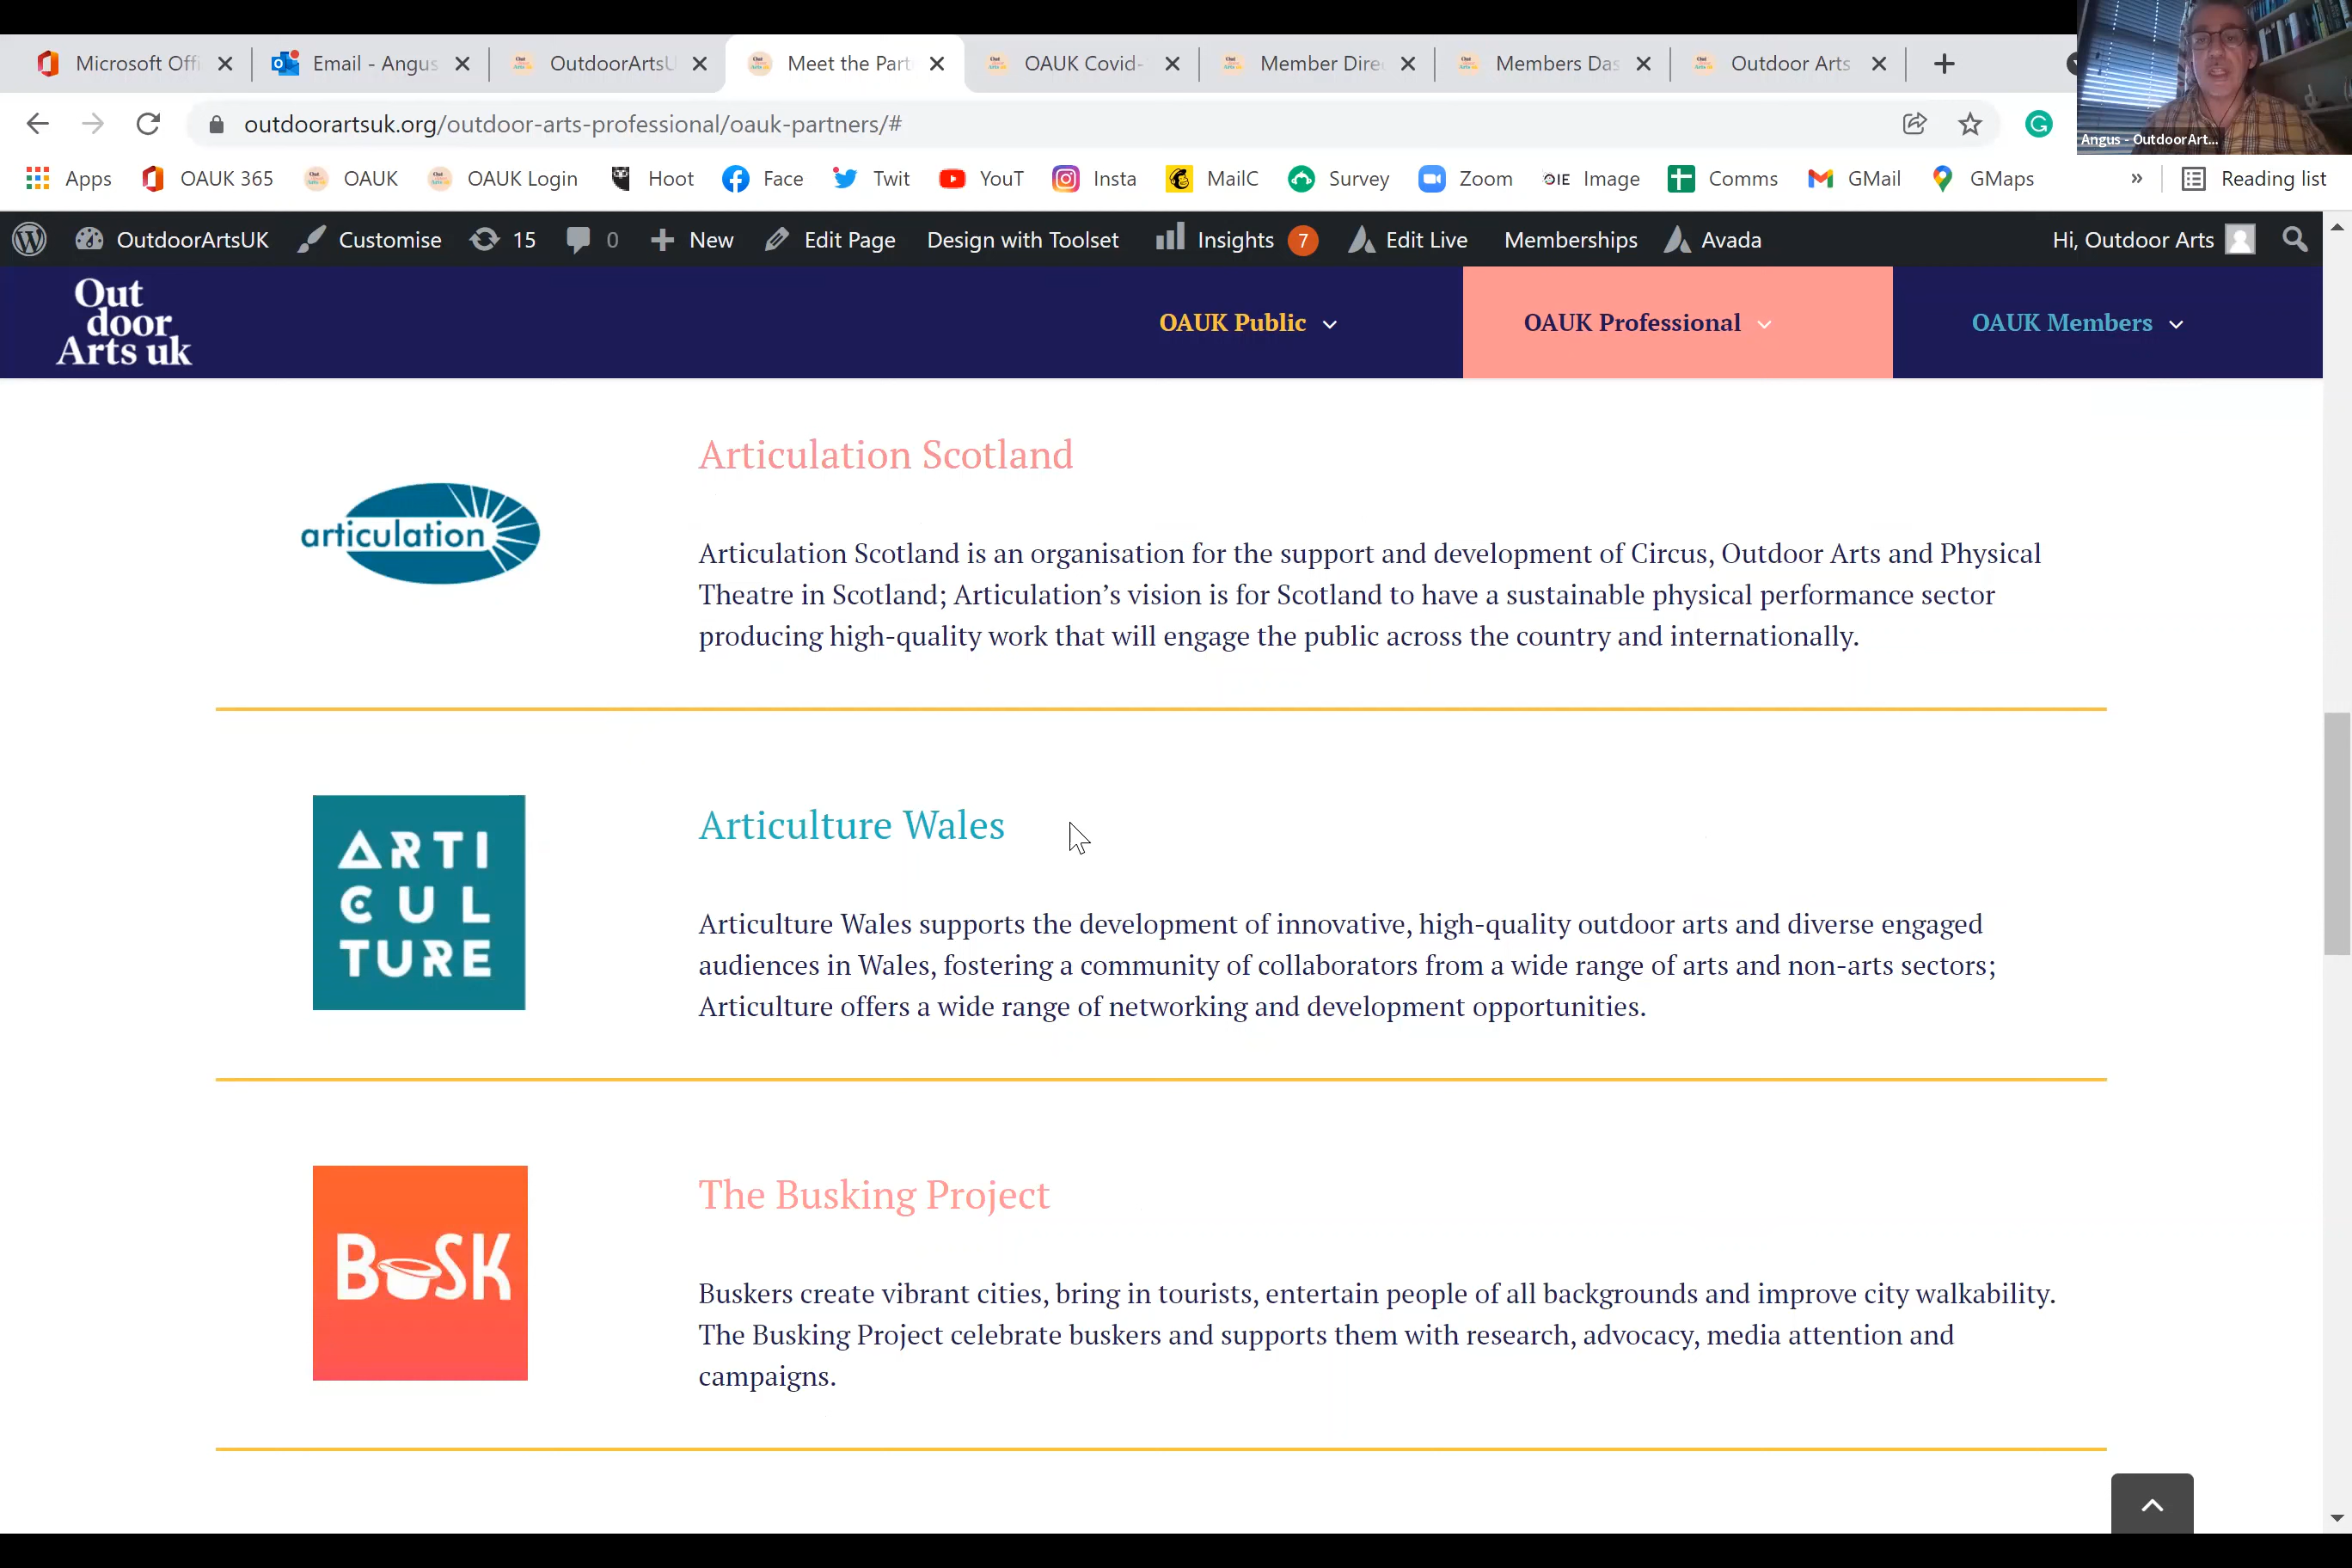 Microsoft Offi
Email - Angus
OutdoorArtsU
Meet the Part
OAUK Covid-
Member Direc
Members Das
Outdoor Arts
outdoorartsuk.org/outdoor-arts-professional/oauk-partners/#
Angus - OutdoorArt...
Apps OAUK 365 OAUK OAUK Login Hoot Face Twit YouT Insta MailC Survey Zoom OIE Image Comms GMail GMaps » Reading list
OutdoorArtsUK Customise 15 0 New Edit Page Design with Toolset Insights 7 Edit Live Memberships Avada Hi, Outdoor Arts
Out
door
Arts uk
OAUK Public
OAUK Professional
OAUK Members
articulation
Articulation Scotland
Articulation Scotland is an organisation for the support and development of Circus, Outdoor Arts and Physical
Theatre in Scotland; Articulation’s vision is for Scotland to have a sustainable physical performance sector
producing high-quality work that will engage the public across the country and internationally.
ARTI
CUL
TURE
Articulture Wales
Articulture Wales supports the development of innovative, high-quality outdoor arts and diverse engaged
audiences in Wales, fostering a community of collaborators from a wide range of arts and non-arts sectors;
Articulture offers a wide range of networking and development opportunities.
BUSK
The Busking Project
Buskers create vibrant cities, bring in tourists, entertain people of all backgrounds and improve city walkability.
The Busking Project celebrate buskers and supports them with research, advocacy, media attention and
campaigns.